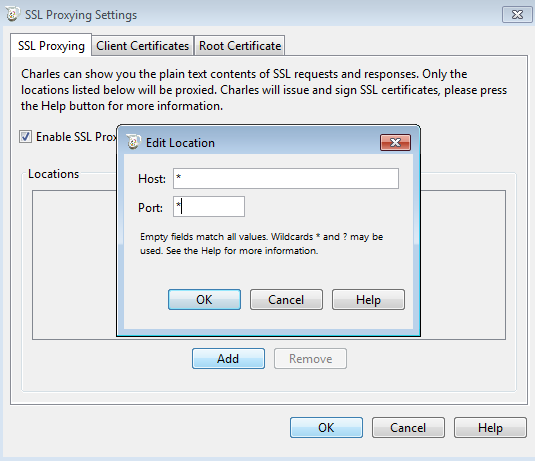 SSL Proxying Settings
SSL Proxying Client Certificates Root Certificate
Charles can show you the plain text contents of SSL requests and responses. Only the
locations listed below will be proxied. Charles will issue and sign SSL certificates, please press
the Help button for more information.
Enable SSL
Edit Location
Locations
Host: *
Port: *
Empty fields match all values. Wildcards * and ? may be
used. See the Help for more information.
OK Cancel Help
Add Remove
OK Cancel Help